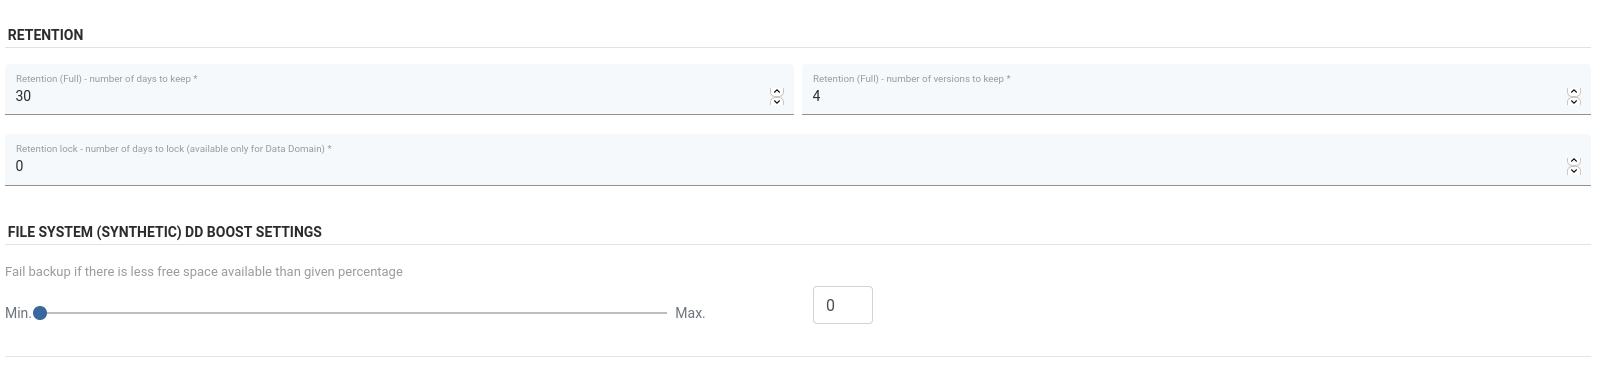 RETENTION
Retention (Full) - number of days to keep *
30
Retention (Full) - number of versions to keep *
4
Retention lock - number of days to lock (available only for Data Domain) *
0
FILE SYSTEM (SYNTHETIC) DD BOOST SETTINGS
Fail backup if there is less free space available than given percentage
Min. Max. 0